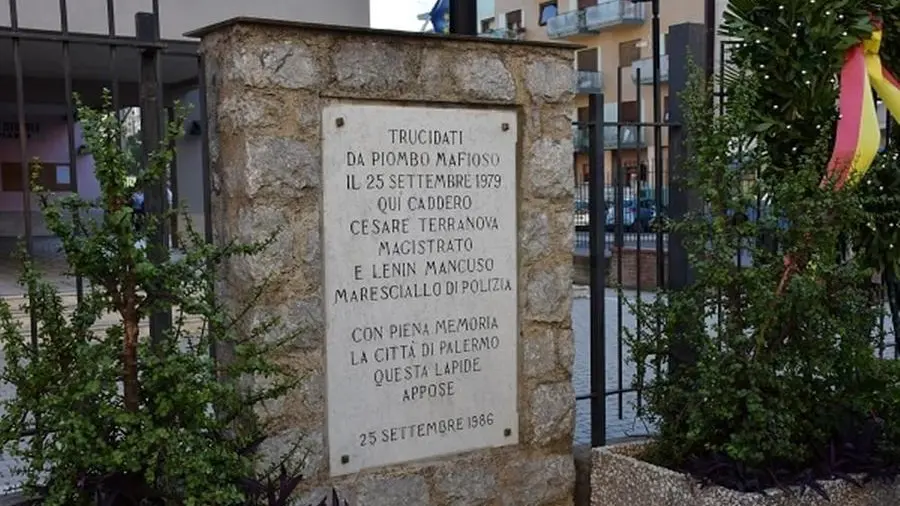 TRUCIDATI
DA PIOMBO MAFIOSO
IL 25 SETTEMBRE 1979
QUI CADDERO
CESARE TERRANOVA
MAGISTRATO
E LENIN MANCUSO
MARESCIALLO DI POLIZIA
CON PIENA MEMORIA
LA CITTÀ DI PALERMO
QUESTA LAPIDE
APPOSE
25 SETTEMBRE 1986